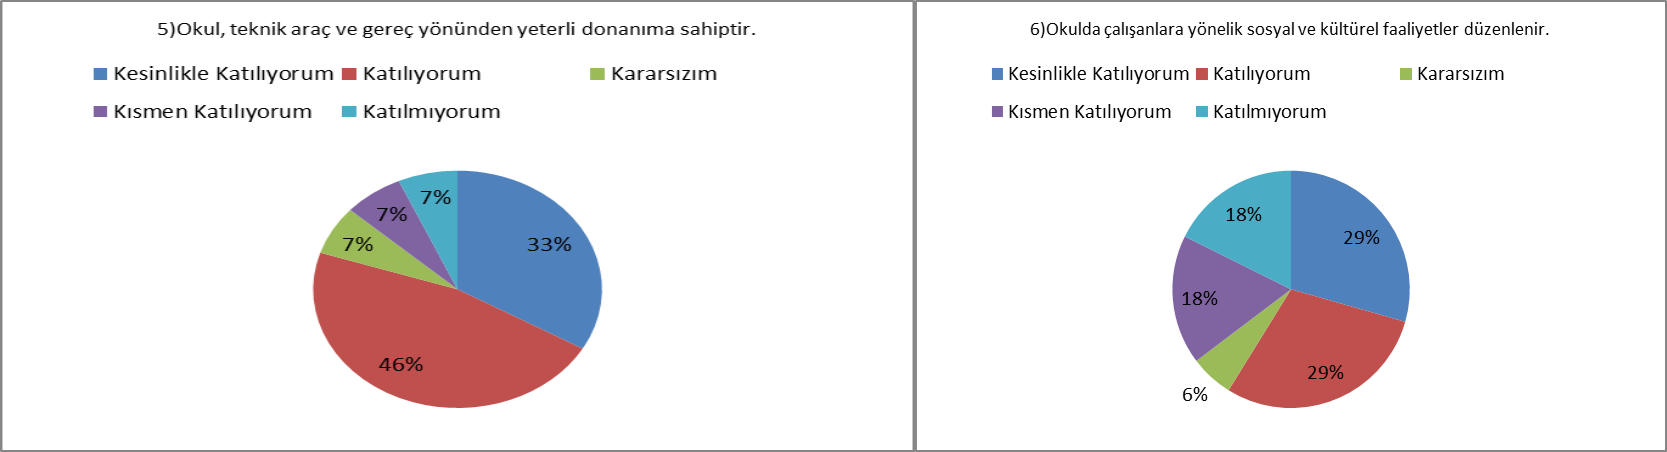 5)Okul, teknik araç ve gereç yönünden yeterli donanıma sahiptir.
Kesinlikle Katılıyorum Katılıyorum Kararsızım
Kısmen Katılıyorum Katılmıyorum
7%
7%
7%
33%
46%
6)Okulda çalışanlara yönelik sosyal ve kültürel faaliyetler düzenlenir.
Kesinlikle Katılıyorum Katılıyorum Kararsızım
Kısmen Katılıyorum Katılmıyorum
18%
29%
18%
29%
6%